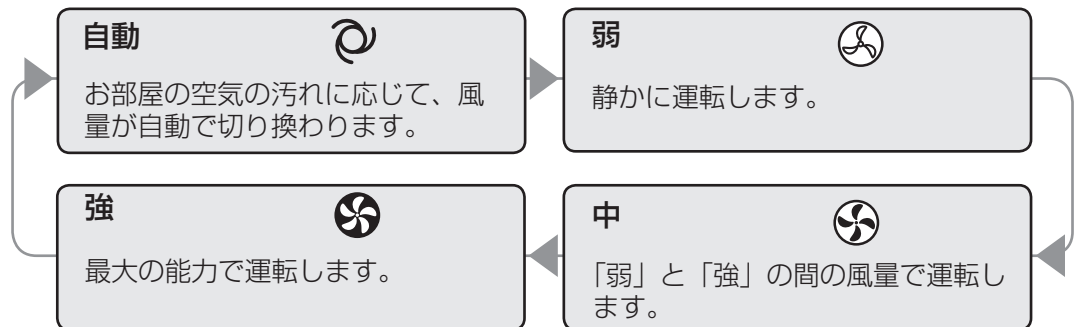 自動
お部屋の空気の汚れに応じて、風
量が自動で切り換わります。
弱
静かに運転します。
強
最大の能力で運転します。
中
「弱」と「強」の間の風量で運転し
ます。